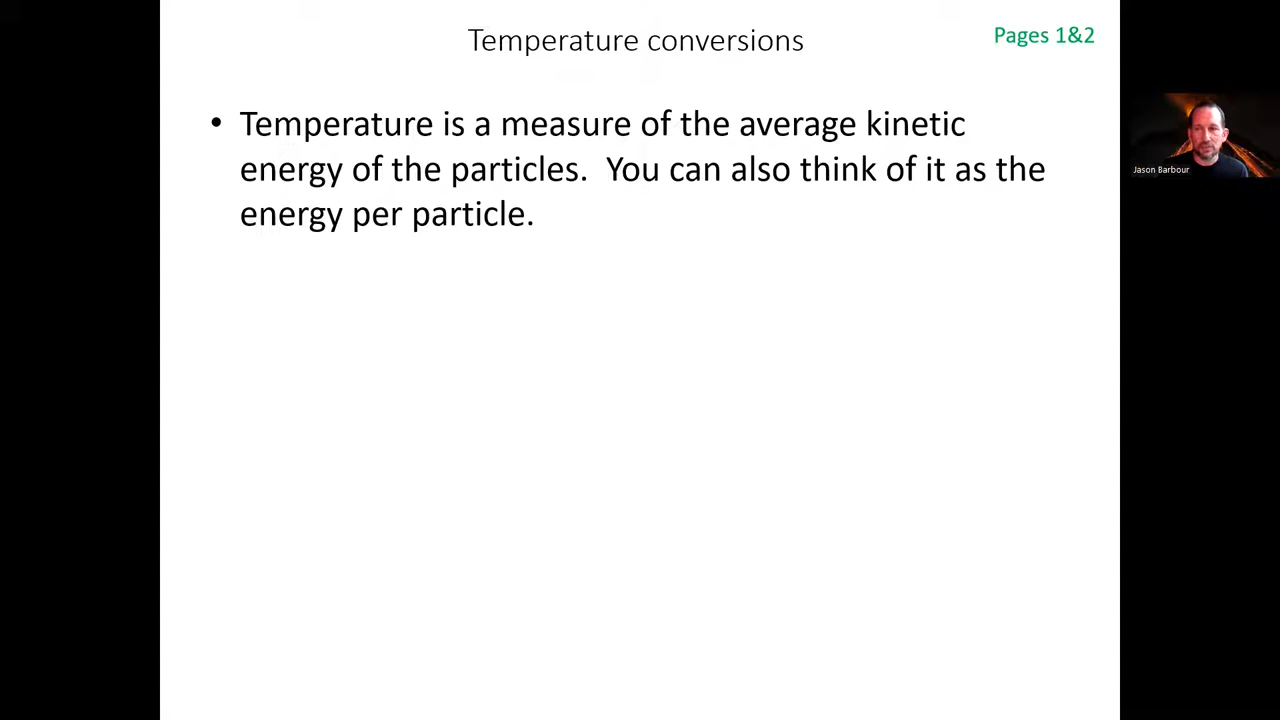 Temperature conversions
Pages 1&2
• Temperature is a measure of the average kinetic
energy of the particles.  You can also think of it as the
energy per particle.
Jason Barbour